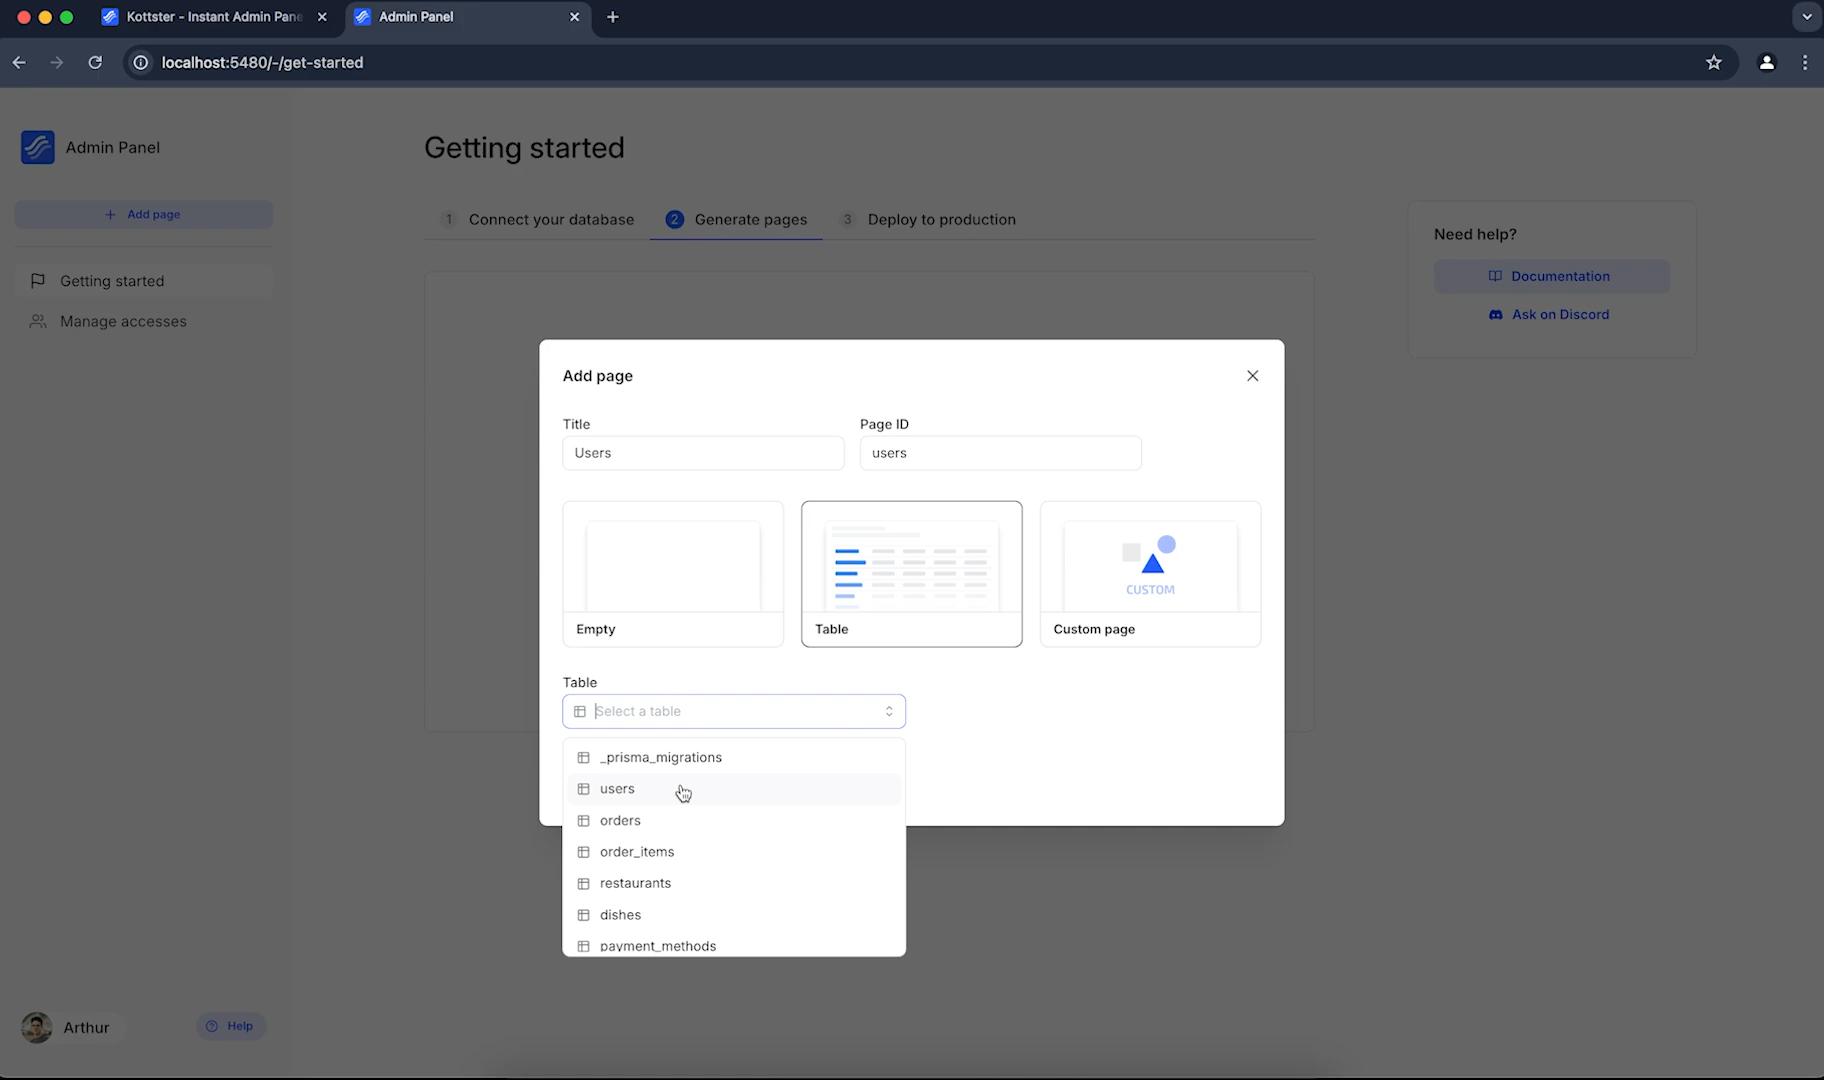 Kottster - Instant Admin Pane
Admin Panel
localhost:5480/-/get-started
Admin Panel
Add page
Getting started
Manage accesses
Getting started
1 Connect your database
2 Generate pages
3 Deploy to production
Need help?
Documentation
Ask on Discord
Add page
Title
Page ID
Users
users
CUSTOM
Empty
Table
Custom page
Table
Select a table
_prisma_migrations
users
orders
order_items
restaurants
dishes
payment_methods
Arthur
Help